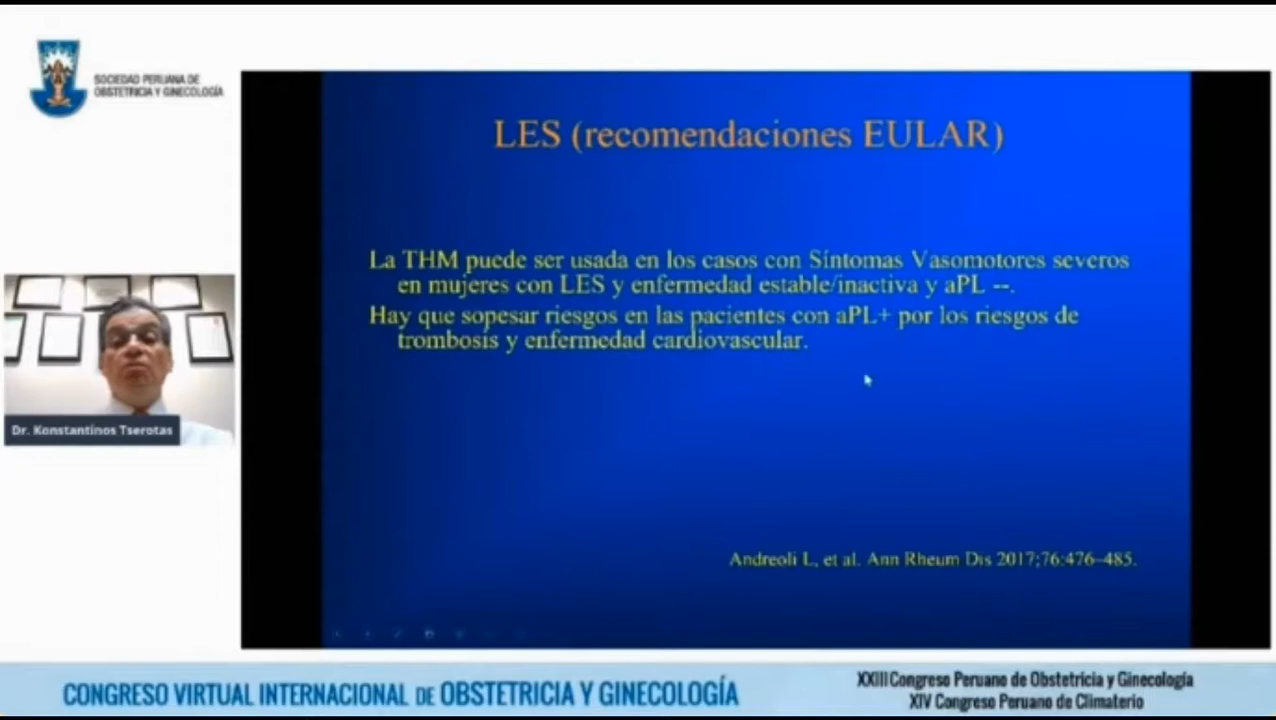 SOCIEDAD PERUANA DE
OBSTETRICIA Y GINECOLOGÍA
LES (recomendaciones EULAR)
La THM puede ser usada en los casos con Síntomas Vasomotores severos
en mujeres con LES y enfermedad estable/inactiva y aPL --.
Hay que sopesar riesgos en las pacientes con aPL+ por los riesgos de
trombosis y enfermedad cardiovascular.
Dr. Konstantinos Tserotas
Andreoli L, et al. Ann Rheum Dis 2017;76:476–485.
CONGRESO VIRTUAL INTERNACIONAL DE OBSTETRICIA Y GINECOLOGÍA
XXIII Congreso Peruano de Obstetricia y Ginecología
XIV Congreso Peruano de Climaterio